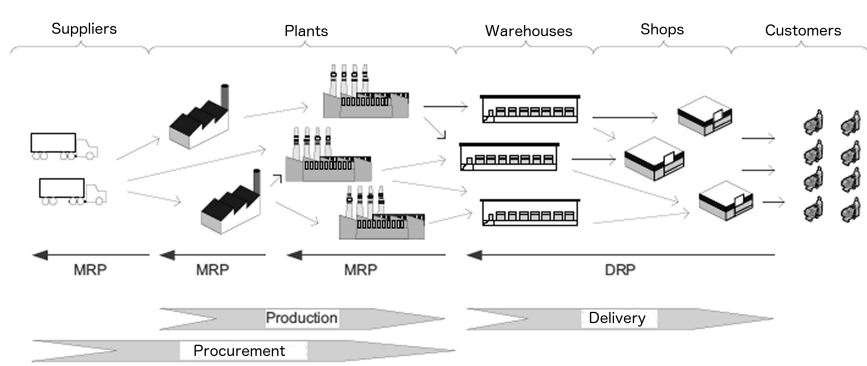 Suppliers
Plants
Warehouses
Shops
Customers
MRP
MRP
MRP
DRP
Production
Delivery
Procurement